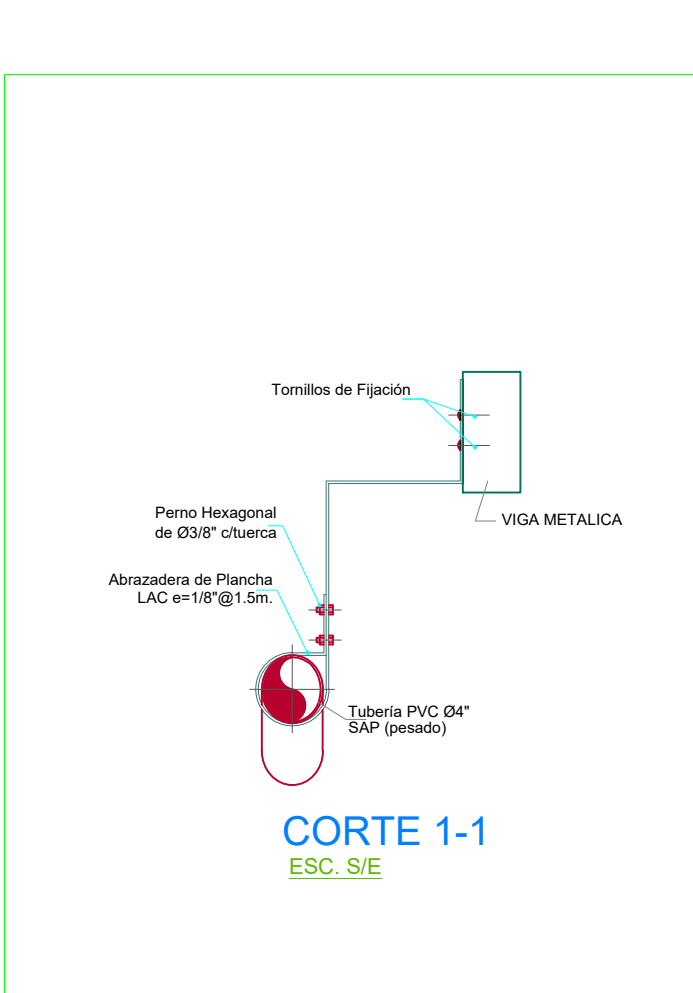 Tornillos de Fijación
Perno Hexagonal
de Ø3/8" c/tuerca
VIGA METALICA
Abrazadera de Plancha
LAC e=1/8"@1.5m.
Tubería PVC Ø4"
SAP (pesado)
CORTE 1-1
ESC. S/E